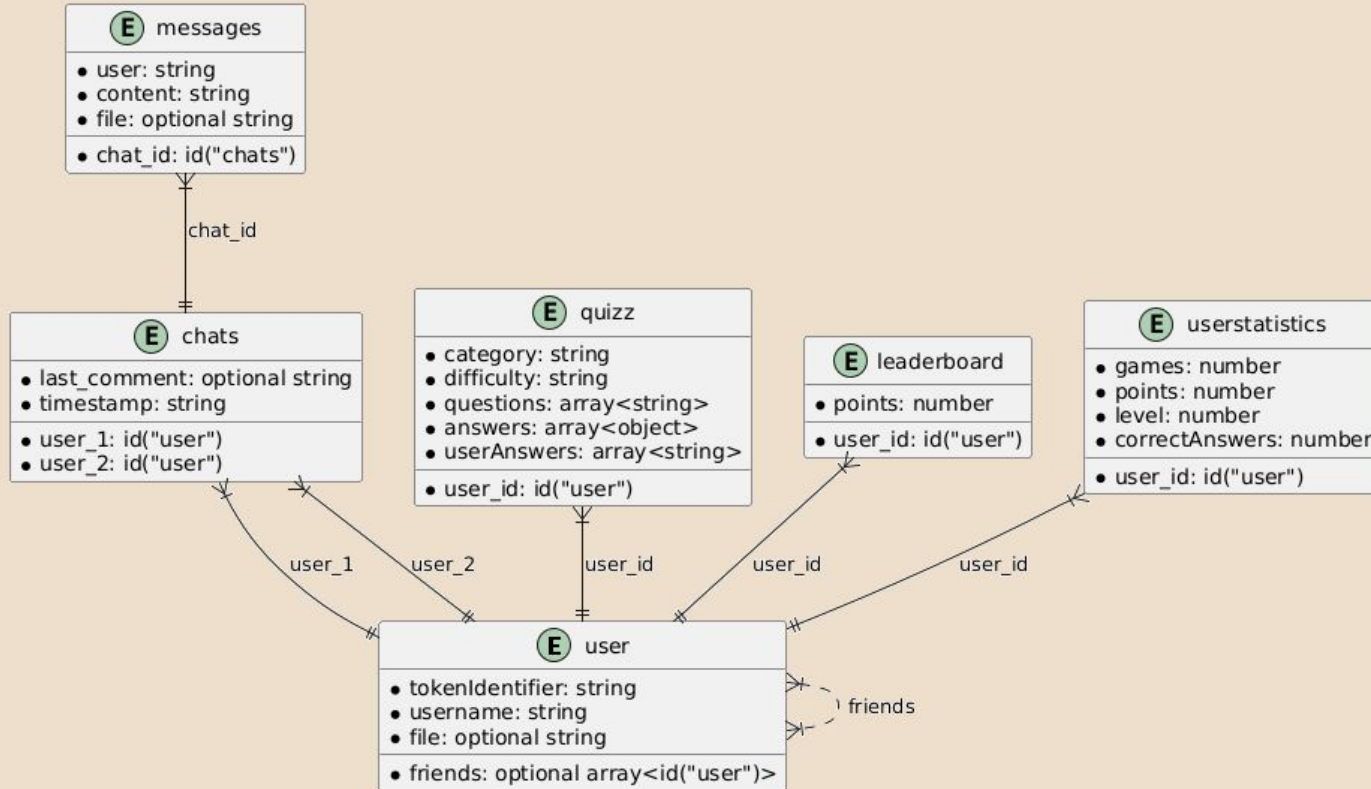 E messages
• user: string
• content: string
• file: optional string
• chat_id: id("chats")
chat_id
E chats
• last_comment: optional string
• timestamp: string
• user_1: id("user")
• user_2: id("user")
E quizz
• category: string
• difficulty: string
• questions: array<string>
• answers: array<object>
• userAnswers: array<string>
• user_id: id("user")
E leaderboard
• points: number
• user_id: id("user")
E userstatistics
• games: number
• points: number
• level: number
• correctAnswers: number
• user_id: id("user")
user_1
user_2
user_id
user_id
user_id
E user
• tokenIdentifier: string
• username: string
• file: optional string
• friends: optional array<id("user")>
friends